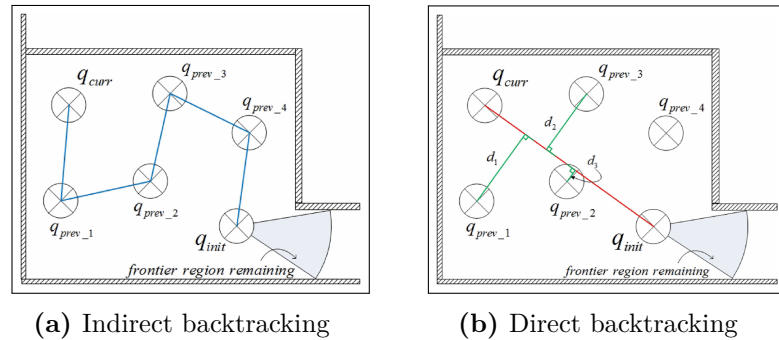 q_curr
q_prev_3
q_prev_4
q_prev_2
q_prev_1
q_init
frontier region remaining
(a) Indirect backtracking
q_curr
q_prev_3
q_prev_4
d_2
d_1
d_3
q_prev_2
q_prev_1
q_init
frontier region remaining
(b) Direct backtracking